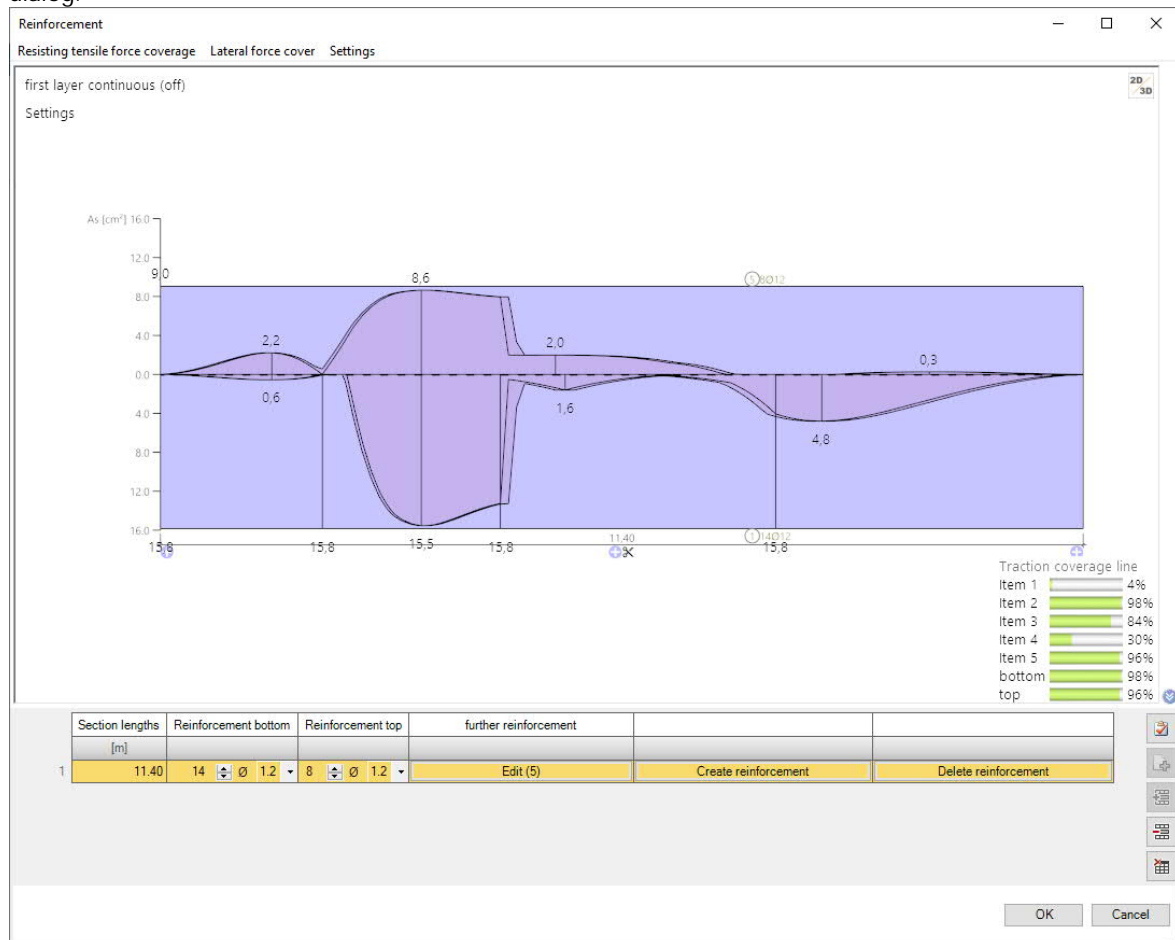 dialog.
Reinforcement
Resisting tensile force coverage Lateral force cover Settings
first layer continuous (off)
2D/
/3D
Settings
As [cm²] 16.0
12.0
9,0
8,6
5 8Ø12
8.0
4.0
2,2
2,0
0,3
0.0
0,6
4.0
1,6
4,8
8.0
12.0
16.0
11.40
1 14Ø12
15,8 15,8 15,5 15,8 15,8
Traction coverage line
Item 1 4%
Item 2 98%
Item 3 84%
Item 4 30%
Item 5 96%
bottom 98%
top 96%
Section lengths Reinforcement bottom Reinforcement top further reinforcement
[m]
1 11.40 14 Ø 1.2 8 Ø 1.2 Edit (5) Create reinforcement Delete reinforcement
OK Cancel